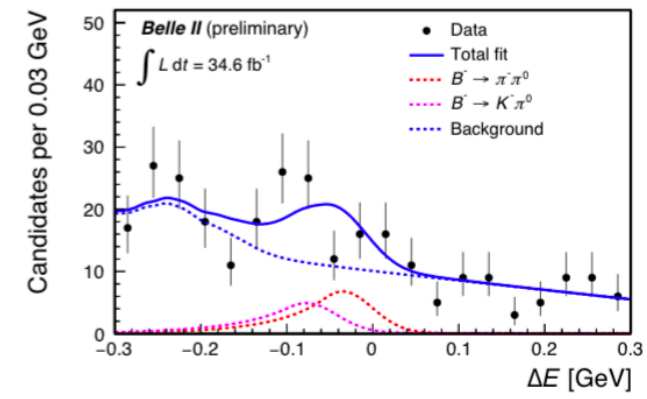 Candidates per 0.03 GeV
50
40
30
20
10
0
Belle II (preliminary)
∫ L dt = 34.6 fb⁻¹
Data
Total fit
B⁻ → π⁻π⁰
B⁻ → K⁻π⁰
Background
−0.3 −0.2 −0.1 0 0.1 0.2 0.3
ΔE [GeV]